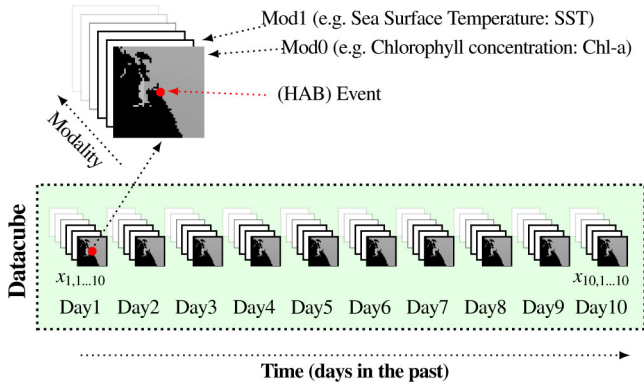 Mod1 (e.g. Sea Surface Temperature: SST)
Mod0 (e.g. Chlorophyll concentration: Chl-a)
(HAB) Event
Modality
Datacube
x1,1...10
x10,1...10
Day1 Day2 Day3 Day4 Day5 Day6 Day7 Day8 Day9 Day10
Time (days in the past)